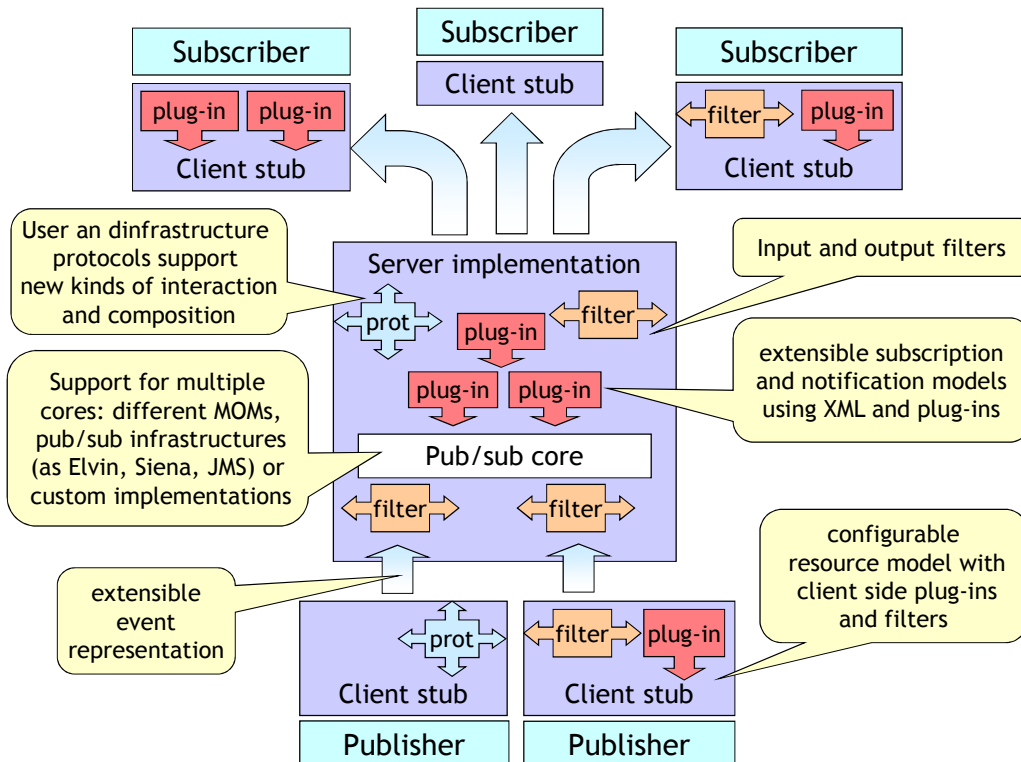 Subscriber
Subscriber
Subscriber
Client stub
plug-in
plug-in
Client stub
filter
plug-in
Client stub
User an dinfrastructure
protocols support
new kinds of interaction
and composition
Server implementation
Input and output filters
prot
filter
plug-in
plug-in
plug-in
extensible subscription
and notification models
using XML and plug-ins
Support for multiple
cores: different MOMs,
pub/sub infrastructures
(as Elvin, Siena, JMS) or
custom implementations
Pub/sub core
filter
filter
configurable
resource model with
client side plug-ins
and filters
extensible
event
representation
prot
Client stub
filter
plug-in
Client stub
Publisher
Publisher